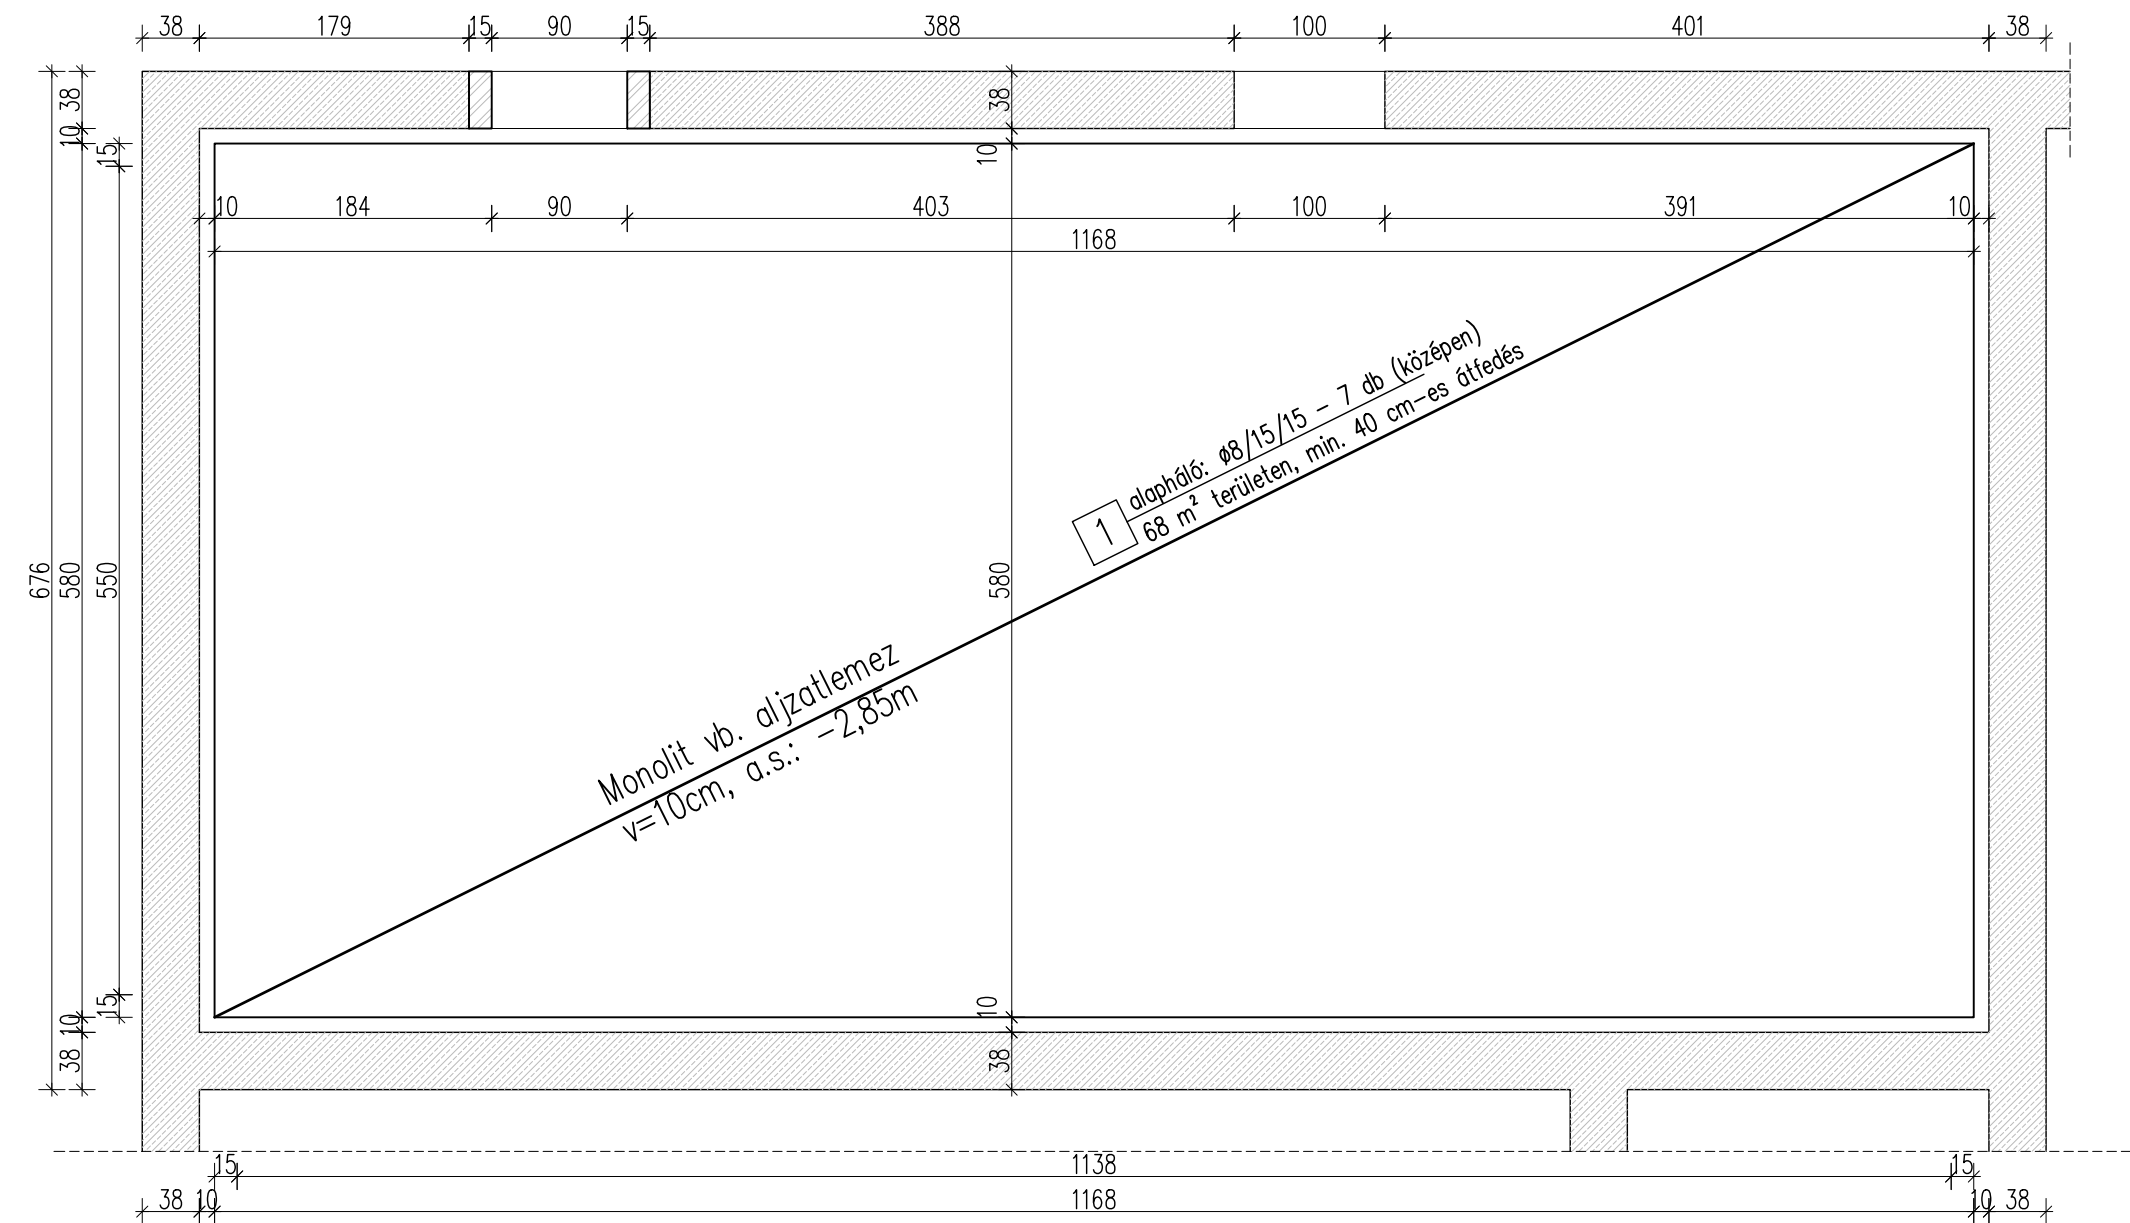 38 179 15 90 15 388 100 401 38
38
10
15
38
10
10 184 90 403 100 391 10
1168
alapháló: ø8/15/15 - 7 db (középen)
1
68 m² területen, min. 40 cm-es átfedés
676
580
550
580
Monolit vb. aljzatlemez
v=10cm, a.s.: -2,85m
15
10
38
10
38
15 1138 15
38 10 1168 10 38